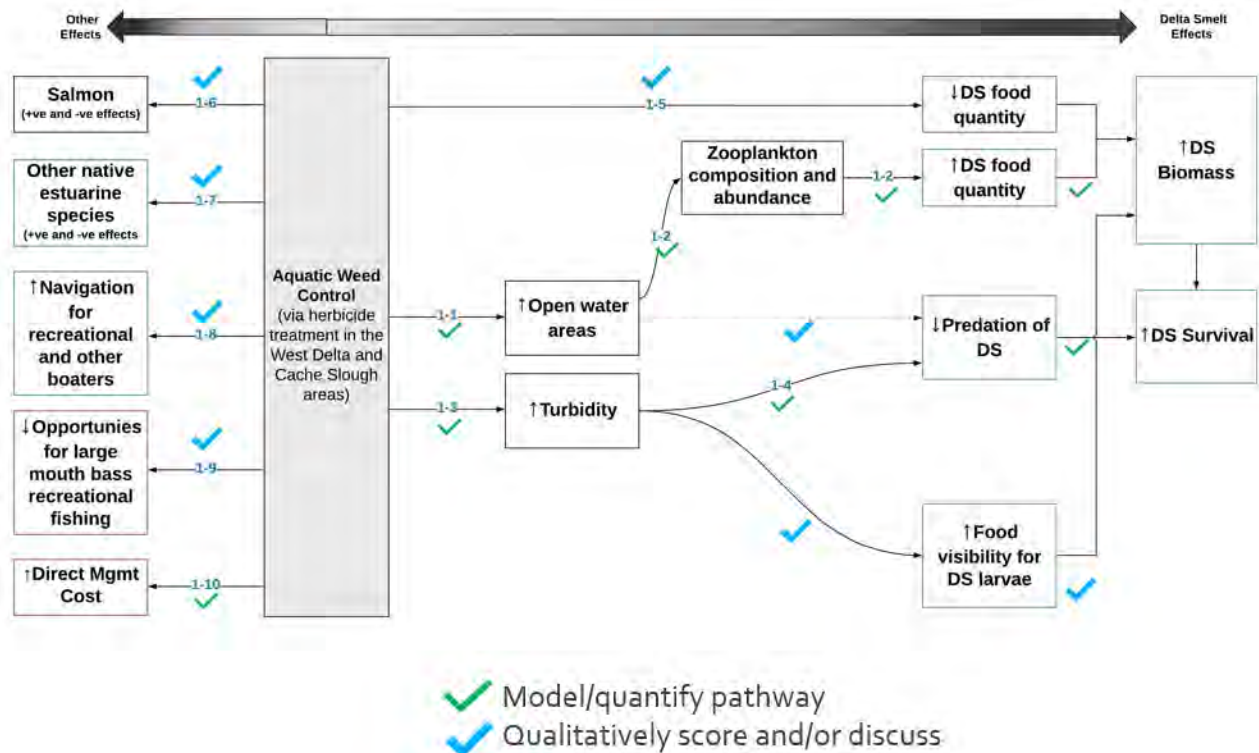 Other
Effects
Delta Smelt
Effects
Salmon
(+ve and -ve effects)
1-6
Other native
estuarine
species
(+ve and -ve effects
1-7
↑Navigation
for
recreational
and other
boaters
1-8
↓Opportunies
for large
mouth bass
recreational
fishing
1-9
↑Direct Mgmt
Cost
1-10
Aquatic Weed
Control
(via herbicide
treatment in the
West Delta and
Cache Slough
areas)
1-5
↓DS food
quantity
Zooplankton
composition and
abundance
1-2
↑DS food
quantity
1-2
↑DS
Biomass
1-1
↑Open water
areas
↓Predation of
DS
↑DS Survival
1-3
↑Turbidity
1-4
↑Food
visibility for
DS larvae
Model/quantify pathway
Qualitatively score and/or discuss